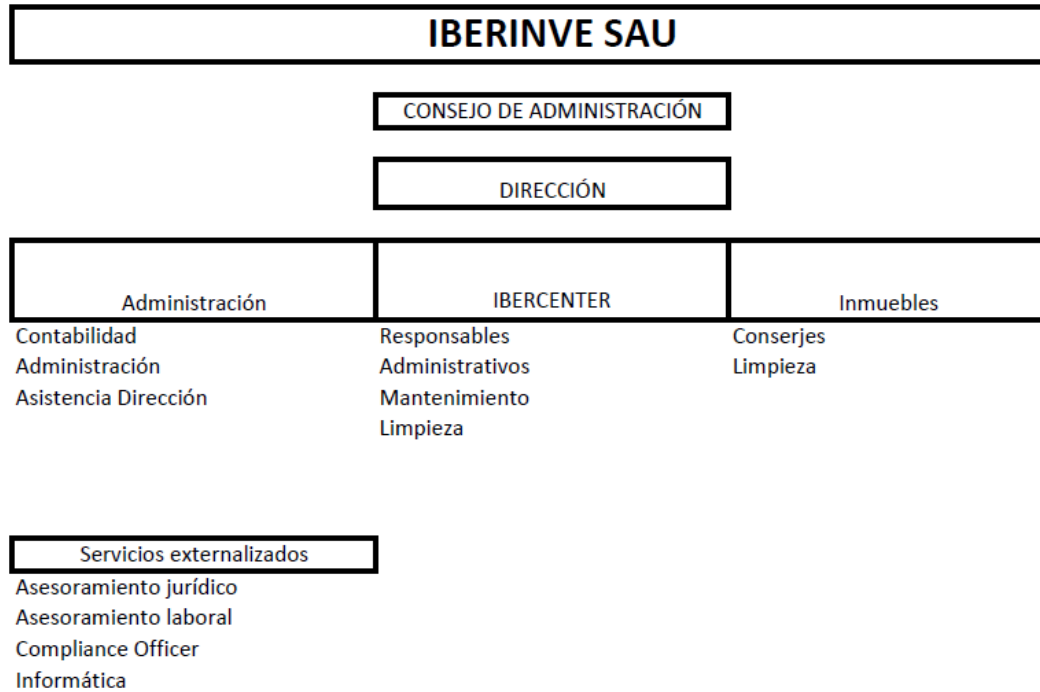 IBERINVE SAU
CONSEJO DE ADMINISTRACIÓN
DIRECCIÓN
Administración
IBERCENTER
Inmuebles
Contabilidad
Administración
Asistencia Dirección
Responsables
Administrativos
Mantenimiento
Limpieza
Conserjes
Limpieza
Servicios externalizados
Asesoramiento jurídico
Asesoramiento laboral
Compliance Officer
Informática